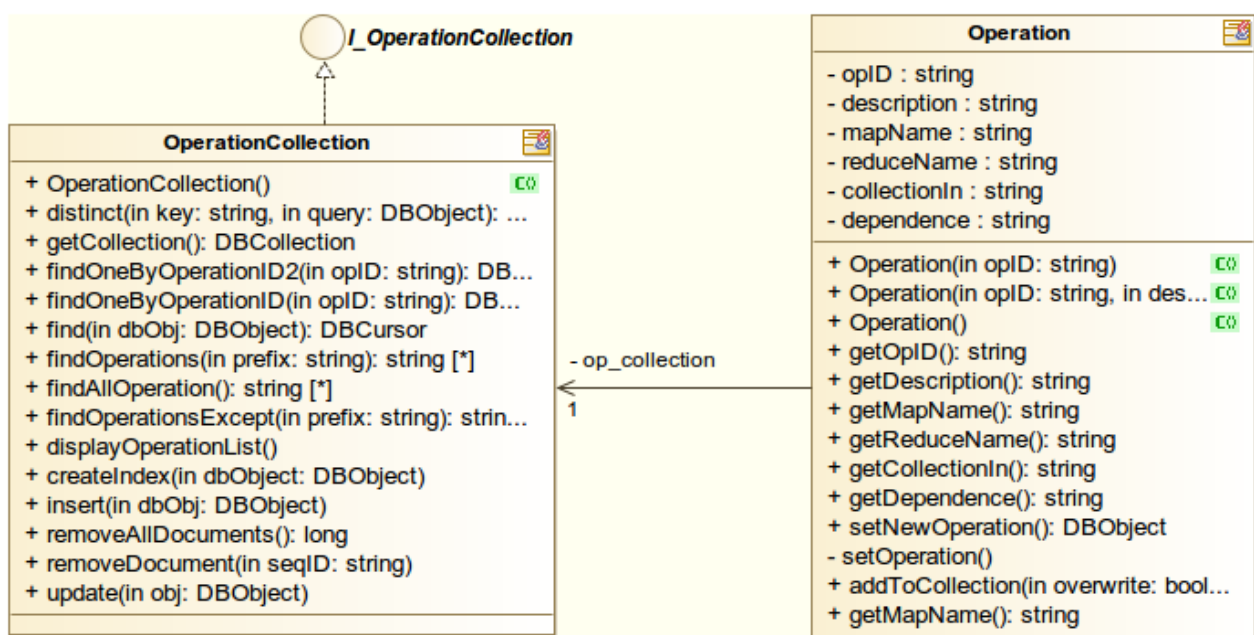 I_OperationCollection
OperationCollection
+ OperationCollection()
+ distinct(in key: string, in query: DBObject): ...
+ getCollection(): DBCollection
+ findOneByOperationID2(in opID: string): DB...
+ findOneByOperationID(in opID: string): DB...
+ find(in dbObj: DBObject): DBCursor
+ findOperations(in prefix: string): string [*]
+ findAllOperation(): string [*]
+ findOperationsExcept(in prefix: string): strin...
+ displayOperationList()
+ createIndex(in dbObject: DBObject)
+ insert(in dbObj: DBObject)
+ removeAllDocuments(): long
+ removeDocument(in seqID: string)
+ update(in obj: DBObject)
- op_collection
1
Operation
- opID : string
- description : string
- mapName : string
- reduceName : string
- collectionIn : string
- dependence : string
+ Operation(in opID: string)
+ Operation(in opID: string, in des...
+ Operation()
+ getOpID(): string
+ getDescription(): string
+ getMapName(): string
+ getReduceName(): string
+ getCollectionIn(): string
+ getDependence(): string
+ setNewOperation(): DBObject
- setOperation()
+ addToCollection(in overwrite: bool...
+ getMapName(): string